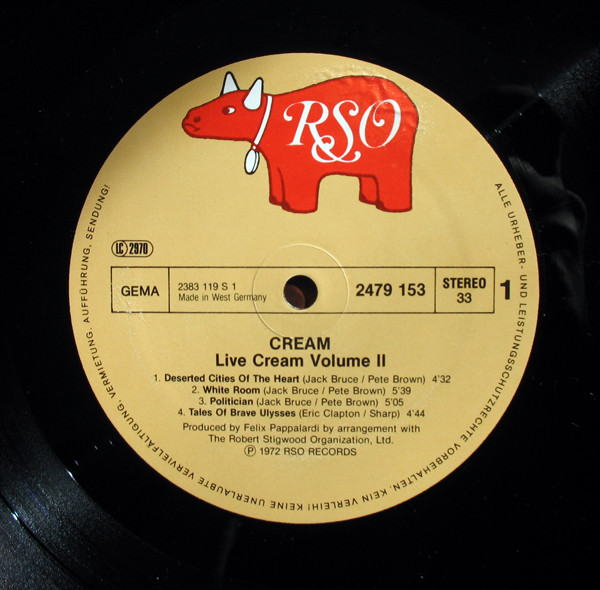 RSO
LC 2970
GEMA
2383 119 S 1
Made in West Germany
2479 153
STEREO
33
1
CREAM
Live Cream Volume II
1. Deserted Cities Of The Heart (Jack Bruce / Pete Brown) 4'32
2. White Room (Jack Bruce / Pete Brown) 5'39
3. Politician (Jack Bruce / Pete Brown) 5'05
4. Tales Of Brave Ulysses (Eric Clapton / Sharp) 4'44
Produced by Felix Pappalardi by arrangement with
The Robert Stigwood Organization, Ltd.
℗ 1972 RSO RECORDS
ALLE URHEBER- UND LEISTUNGSSCHUTZRECHTE VORBEHALTEN. KEIN VERLEIH! KEINE UNERLAUBTE VERVIELFÄLTIGUNG, VERMIETUNG, AUFFÜHRUNG, SENDUNG!